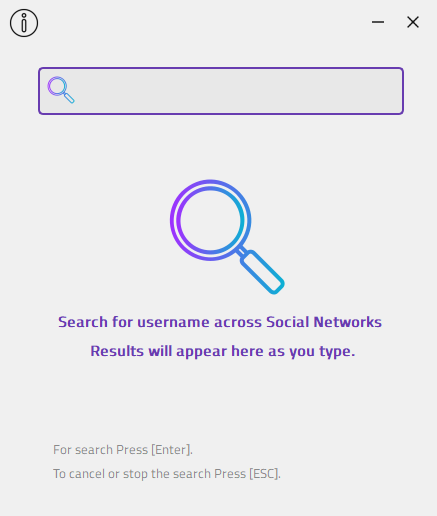 Search for username across Social Networks
Results will appear here as you type.
For search Press [Enter].
To cancel or stop the search Press [ESC].